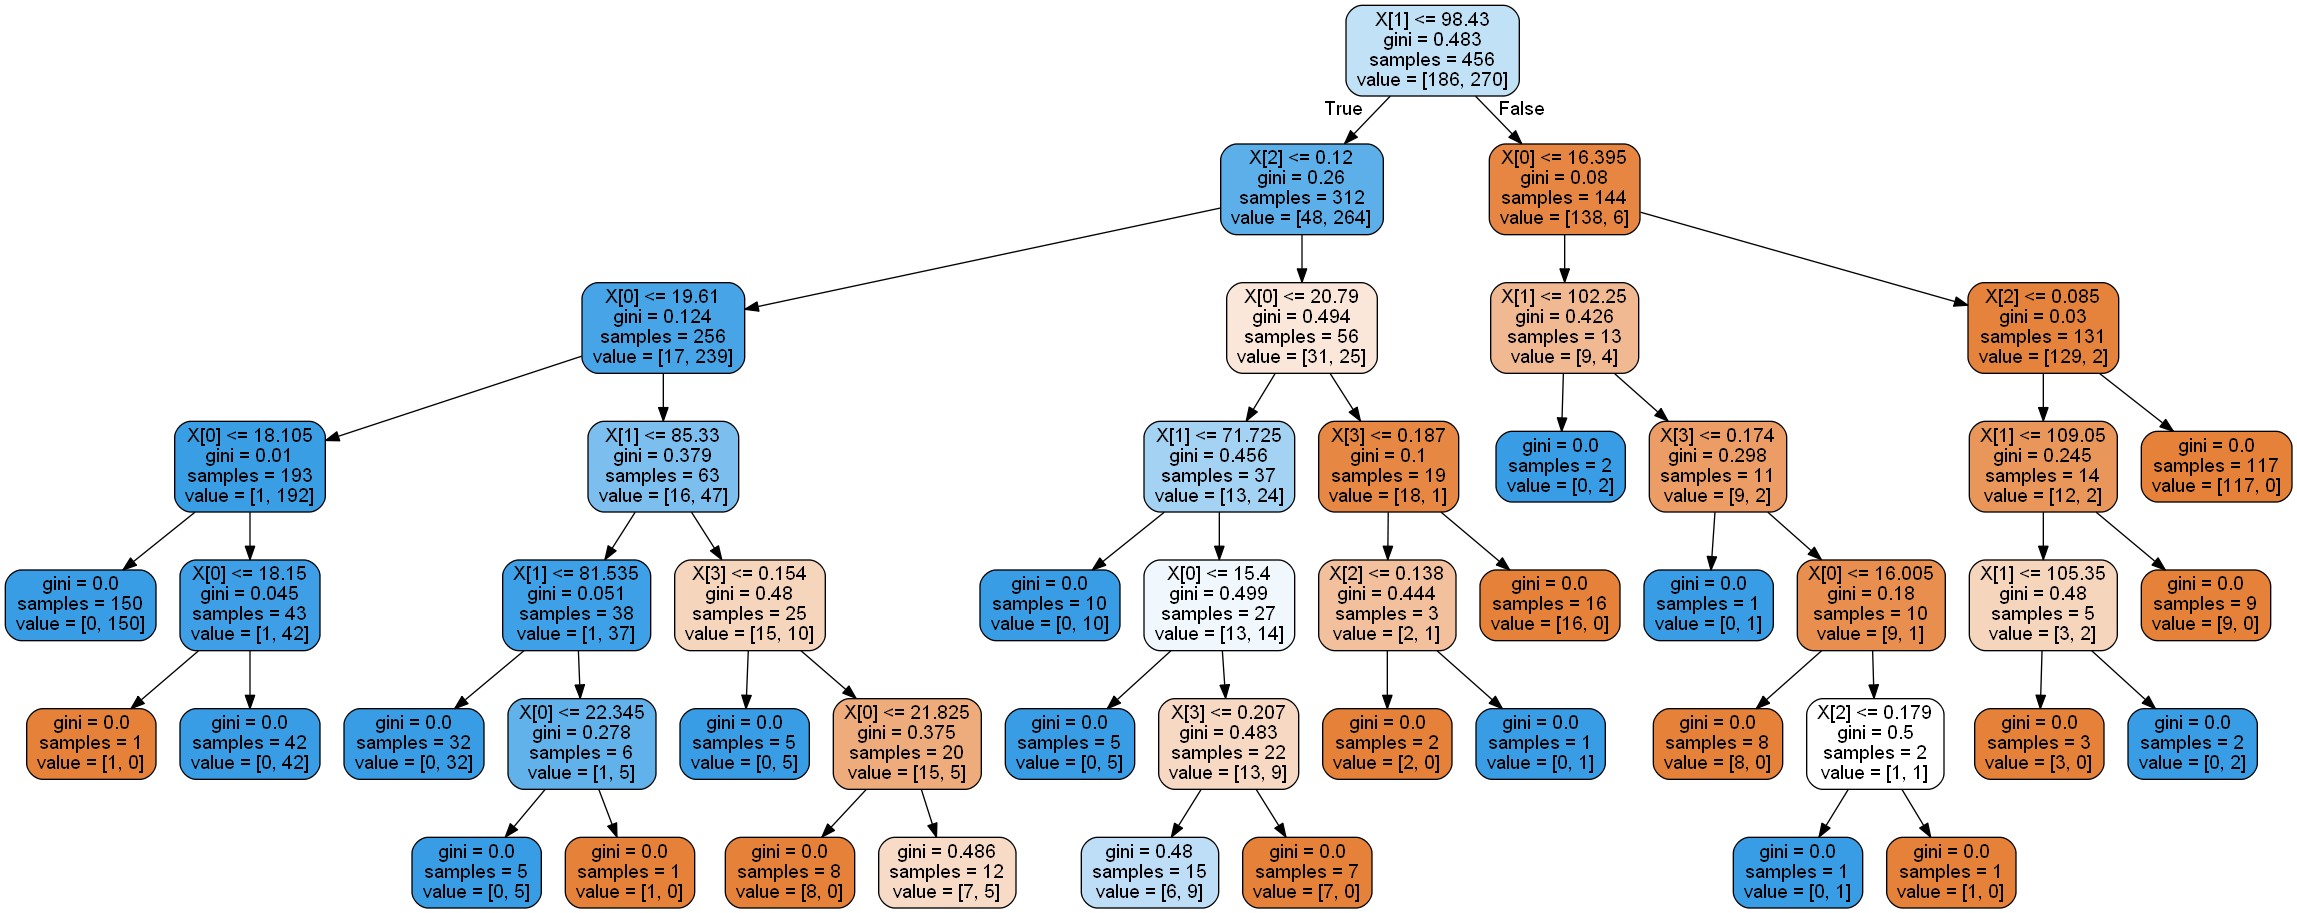 X[1] <= 98.43
gini = 0.483
samples = 456
value = [186, 270]
True
False
X[2] <= 0.12
gini = 0.26
samples = 312
value = [48, 264]
X[0] <= 16.395
gini = 0.08
samples = 144
value = [138, 6]
X[0] <= 19.61
gini = 0.124
samples = 256
value = [17, 239]
X[0] <= 20.79
gini = 0.494
samples = 56
value = [31, 25]
X[1] <= 102.25
gini = 0.426
samples = 13
value = [9, 4]
X[2] <= 0.085
gini = 0.03
samples = 131
value = [129, 2]
X[0] <= 18.105
gini = 0.01
samples = 193
value = [1, 192]
X[1] <= 85.33
gini = 0.379
samples = 63
value = [16, 47]
X[1] <= 71.725
gini = 0.456
samples = 37
value = [13, 24]
X[3] <= 0.187
gini = 0.1
samples = 19
value = [18, 1]
gini = 0.0
samples = 2
value = [0, 2]
X[3] <= 0.174
gini = 0.298
samples = 11
value = [9, 2]
X[1] <= 109.05
gini = 0.245
samples = 14
value = [12, 2]
gini = 0.0
samples = 117
value = [117, 0]
gini = 0.0
samples = 150
value = [0, 150]
X[0] <= 18.15
gini = 0.045
samples = 43
value = [1, 42]
X[1] <= 81.535
gini = 0.051
samples = 38
value = [1, 37]
X[3] <= 0.154
gini = 0.48
samples = 25
value = [15, 10]
gini = 0.0
samples = 10
value = [0, 10]
X[0] <= 15.4
gini = 0.499
samples = 27
value = [13, 14]
X[2] <= 0.138
gini = 0.444
samples = 3
value = [2, 1]
gini = 0.0
samples = 16
value = [16, 0]
gini = 0.0
samples = 1
value = [0, 1]
X[0] <= 16.005
gini = 0.18
samples = 10
value = [9, 1]
X[1] <= 105.35
gini = 0.48
samples = 5
value = [3, 2]
gini = 0.0
samples = 9
value = [9, 0]
gini = 0.0
samples = 1
value = [1, 0]
gini = 0.0
samples = 42
value = [0, 42]
gini = 0.0
samples = 32
value = [0, 32]
X[0] <= 22.345
gini = 0.278
samples = 6
value = [1, 5]
gini = 0.0
samples = 5
value = [0, 5]
X[0] <= 21.825
gini = 0.375
samples = 20
value = [15, 5]
gini = 0.0
samples = 5
value = [0, 5]
X[3] <= 0.207
gini = 0.483
samples = 22
value = [13, 9]
gini = 0.0
samples = 2
value = [2, 0]
gini = 0.0
samples = 1
value = [0, 1]
gini = 0.0
samples = 8
value = [8, 0]
X[2] <= 0.179
gini = 0.5
samples = 2
value = [1, 1]
gini = 0.0
samples = 3
value = [3, 0]
gini = 0.0
samples = 2
value = [0, 2]
gini = 0.0
samples = 5
value = [0, 5]
gini = 0.0
samples = 1
value = [1, 0]
gini = 0.0
samples = 8
value = [8, 0]
gini = 0.486
samples = 12
value = [7, 5]
gini = 0.48
samples = 15
value = [6, 9]
gini = 0.0
samples = 7
value = [7, 0]
gini = 0.0
samples = 1
value = [0, 1]
gini = 0.0
samples = 1
value = [1, 0]